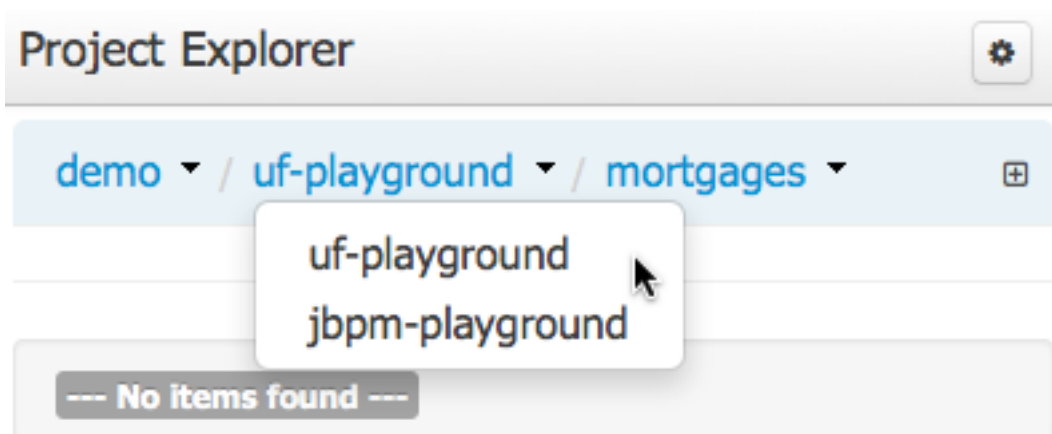 Project Explorer
demo / uf-playground / mortgages
uf-playground
jbpm-playground
--- No items found ---